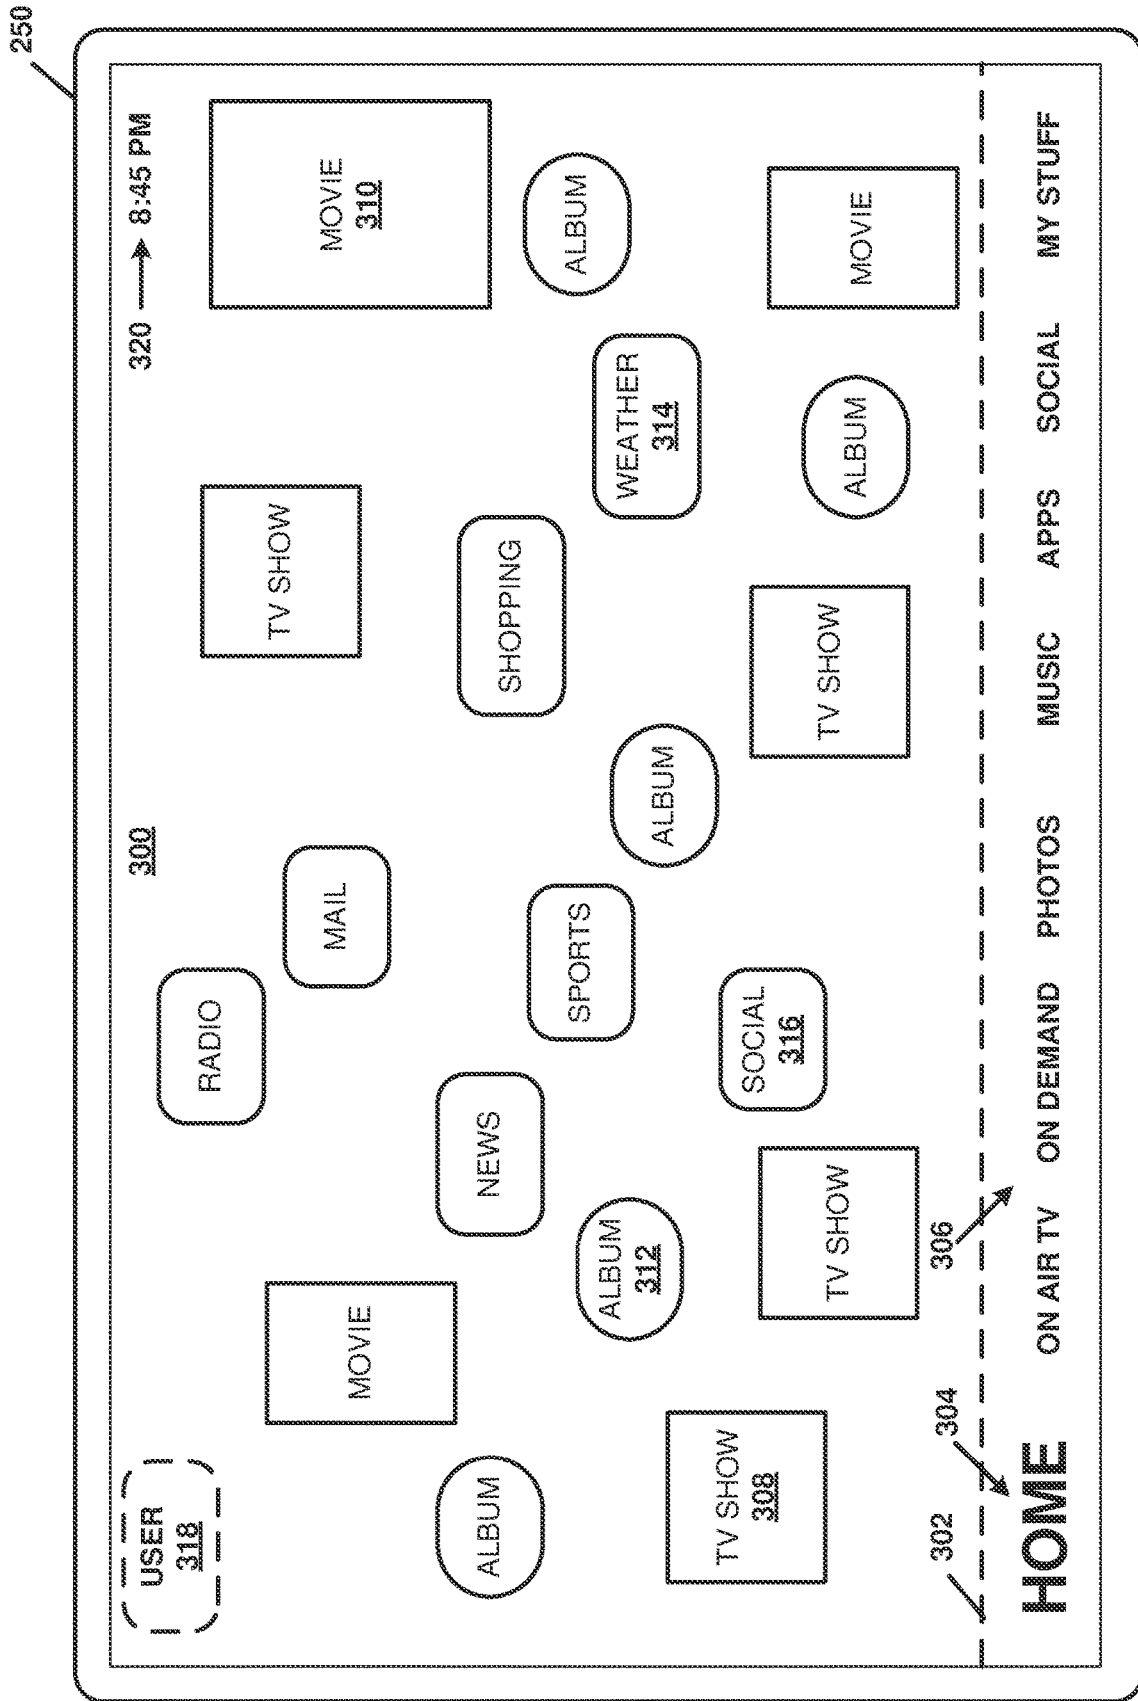 250
300
320
8:45 PM
USER
318
RADIO
TV SHOW
MOVIE
310
MOVIE
MAIL
ALBUM
NEWS
SHOPPING
ALBUM
ALBUM
312
SPORTS
WEATHER
314
ALBUM
TV SHOW
308
TV SHOW
SOCIAL
316
TV SHOW
ALBUM
MOVIE
302
304
306
HOME
ON AIR TV
ON DEMAND
PHOTOS
MUSIC
APPS
SOCIAL
MY STUFF